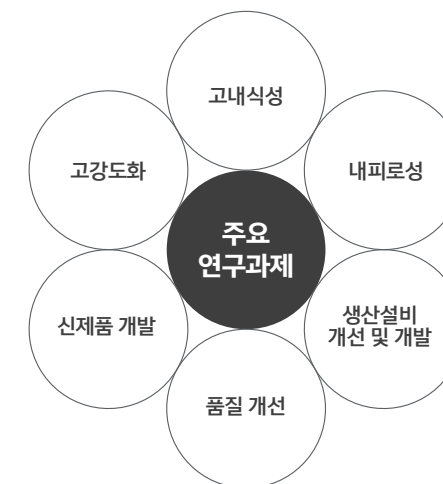 고내식성
고강도화
내피로성
주요
연구과제
신제품 개발
생산설비
개선 및 개발
품질 개선